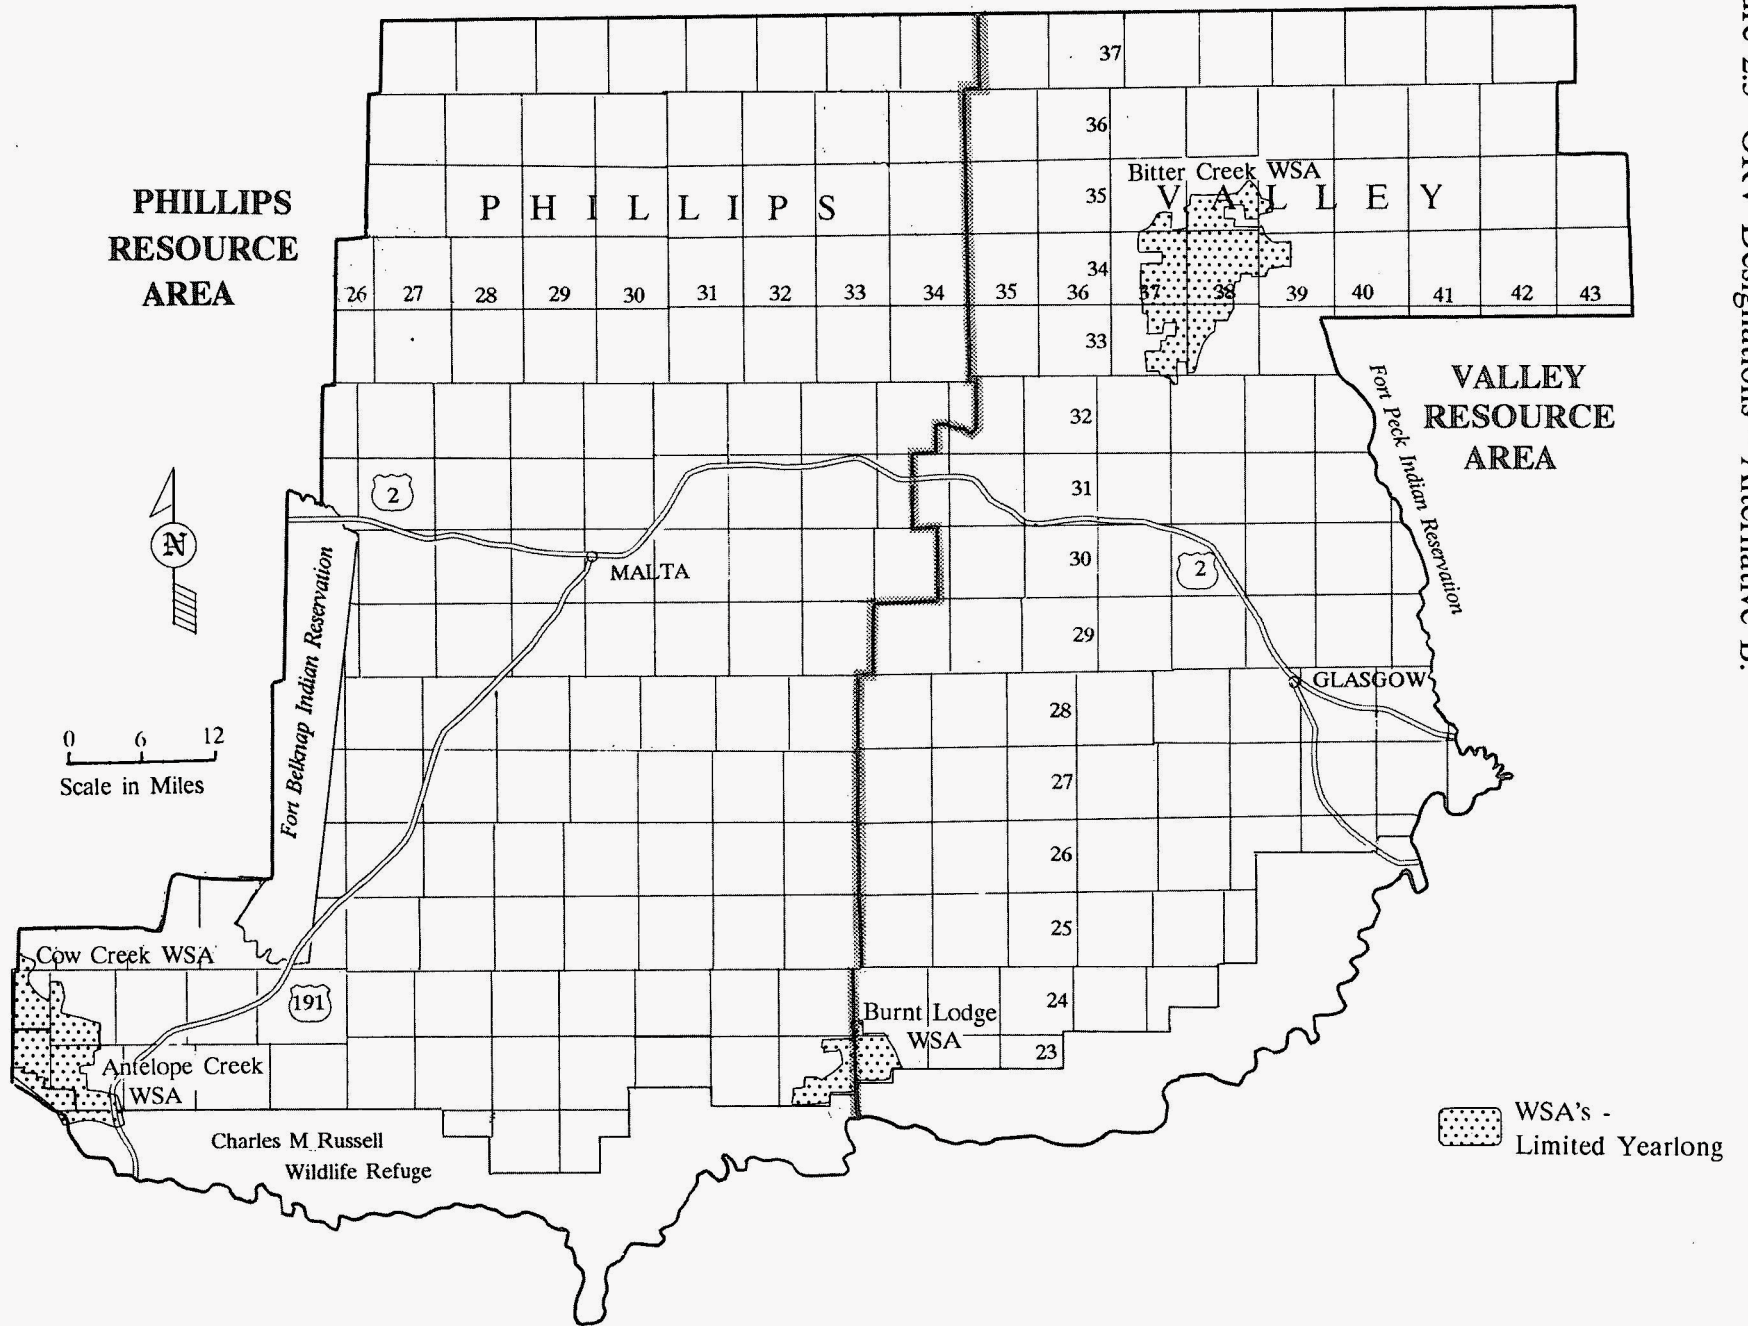 37
36
Bitter Creek WSA
35
PHILLIPS
RESOURCE
AREA
PHILLIPS
VALLEY
34
26 27 28 29 30 31 32 33 34 35 36 37 38 39 40 41 42 43
33
Fort Peck Indian Reservation
VALLEY
RESOURCE
AREA
32
2
31
N
MALTA
30
2
Fort Belknap Indian Reservation
29
GLASGOW
28
0 6 12
Scale in Miles
27
26
25
Cow Creek WSA
191
24
Burnt Lodge
WSA
23
Antelope Creek
WSA
Charles M Russell
Wildlife Refuge
WSA's -
Limited Yearlong